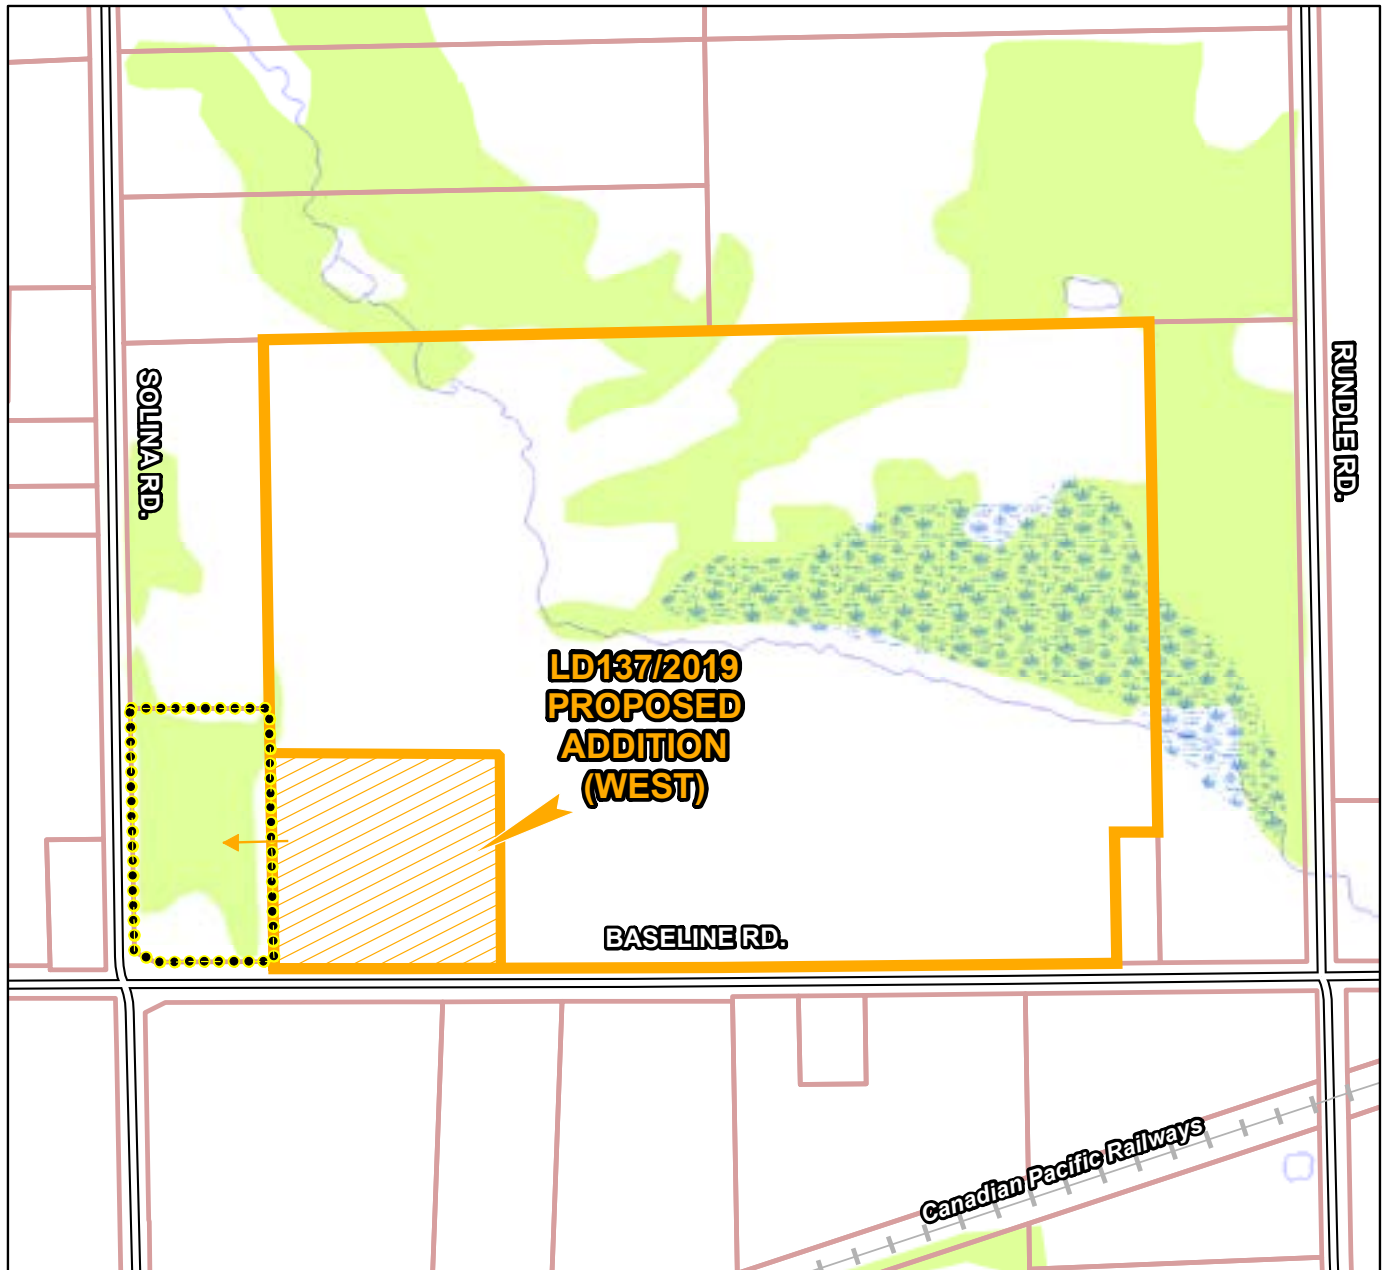 SOLINA RD.
RUNDLE RD.
LD137/2019
PROPOSED
ADDITION
(WEST)
BASELINE RD.
Canadian Pacific Railways